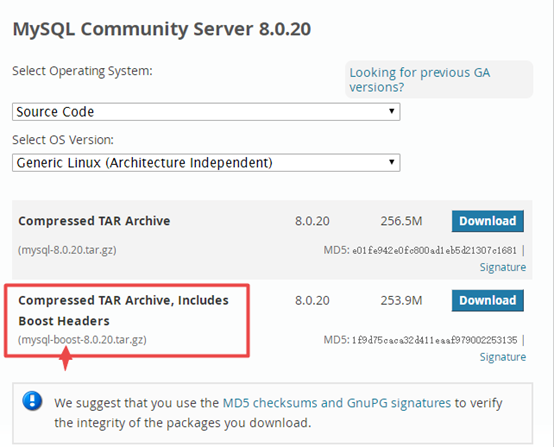 MySQL Community Server 8.0.20
Select Operating System:
Looking for previous GA
versions?
Source Code
Select OS Version:
Generic Linux (Architecture Independent)
Compressed TAR Archive 8.0.20 256.5M Download
(mysql-8.0.20.tar.gz) MD5: e01fe942e0fc800ad1eb5d21307c1681 |
Signature
Compressed TAR Archive, Includes 8.0.20 253.9M Download
Boost Headers
(mysql-boost-8.0.20.tar.gz) MD5: 1f9d75caca32d411eaaf979002253135 |
Signature
We suggest that you use the MD5 checksums and GnuPG signatures to verify
the integrity of the packages you download.